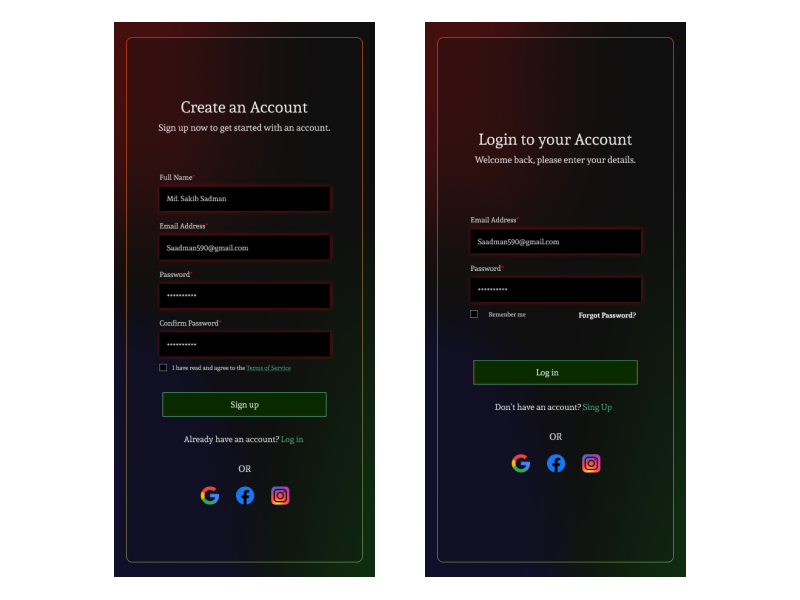 Create an Account
Sign up now to get started with an account.
Full Name*
Md. Sakib Sadman
Email Address*
Saadman590@gmail.com
Password*
**********
Confirm Password*
**********
I have read and agree to the Terms of Service
Sign up
Already have an account? Log in
OR
Login to your Account
Welcome back, please enter your details.
Email Address*
Saadman590@gmail.com
Password*
**********
Remenber me
Forgot Password?
Log in
Don't have an account? Sing Up
OR